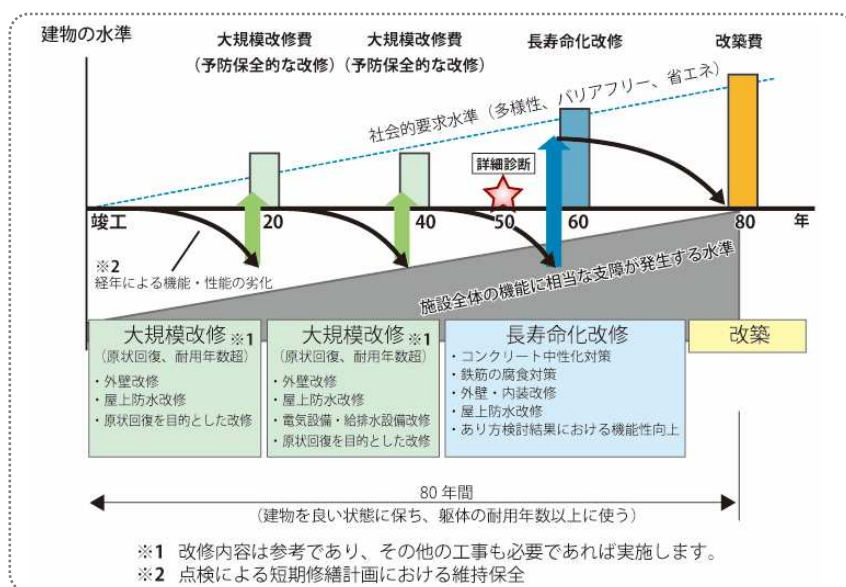 建物の水準
大規模改修費
（予防保全的な改修）
大規模改修費
（予防保全的な改修）
長寿命化改修
改築費
社会的要求水準（多様性、バリアフリー、省エネ）
詳細診断
竣工
20
40
50
60
80
年
※2
経年による機能・性能の劣化
施設全体の機能に相当な支障が発生する水準
大規模改修※1
（原状回復、耐用年数超）
・外壁改修
・屋上防水改修
・原状回復を目的とした改修
大規模改修※1
（原状回復、耐用年数超）
・外壁改修
・屋上防水改修
・電気設備・給排水設備改修
・原状回復を目的とした改修
長寿命化改修
・コンクリート中性化対策
・鉄筋の腐食対策
・外壁・内装改修
・屋上防水改修
・あり方検討結果における機能性向上
改築
80 年間
（建物を良い状態に保ち、躯体の耐用年数以上に使う）
※1 改修内容は参考であり、その他の工事も必要であれば実施します。
※2 点検による短期修繕計画における維持保全